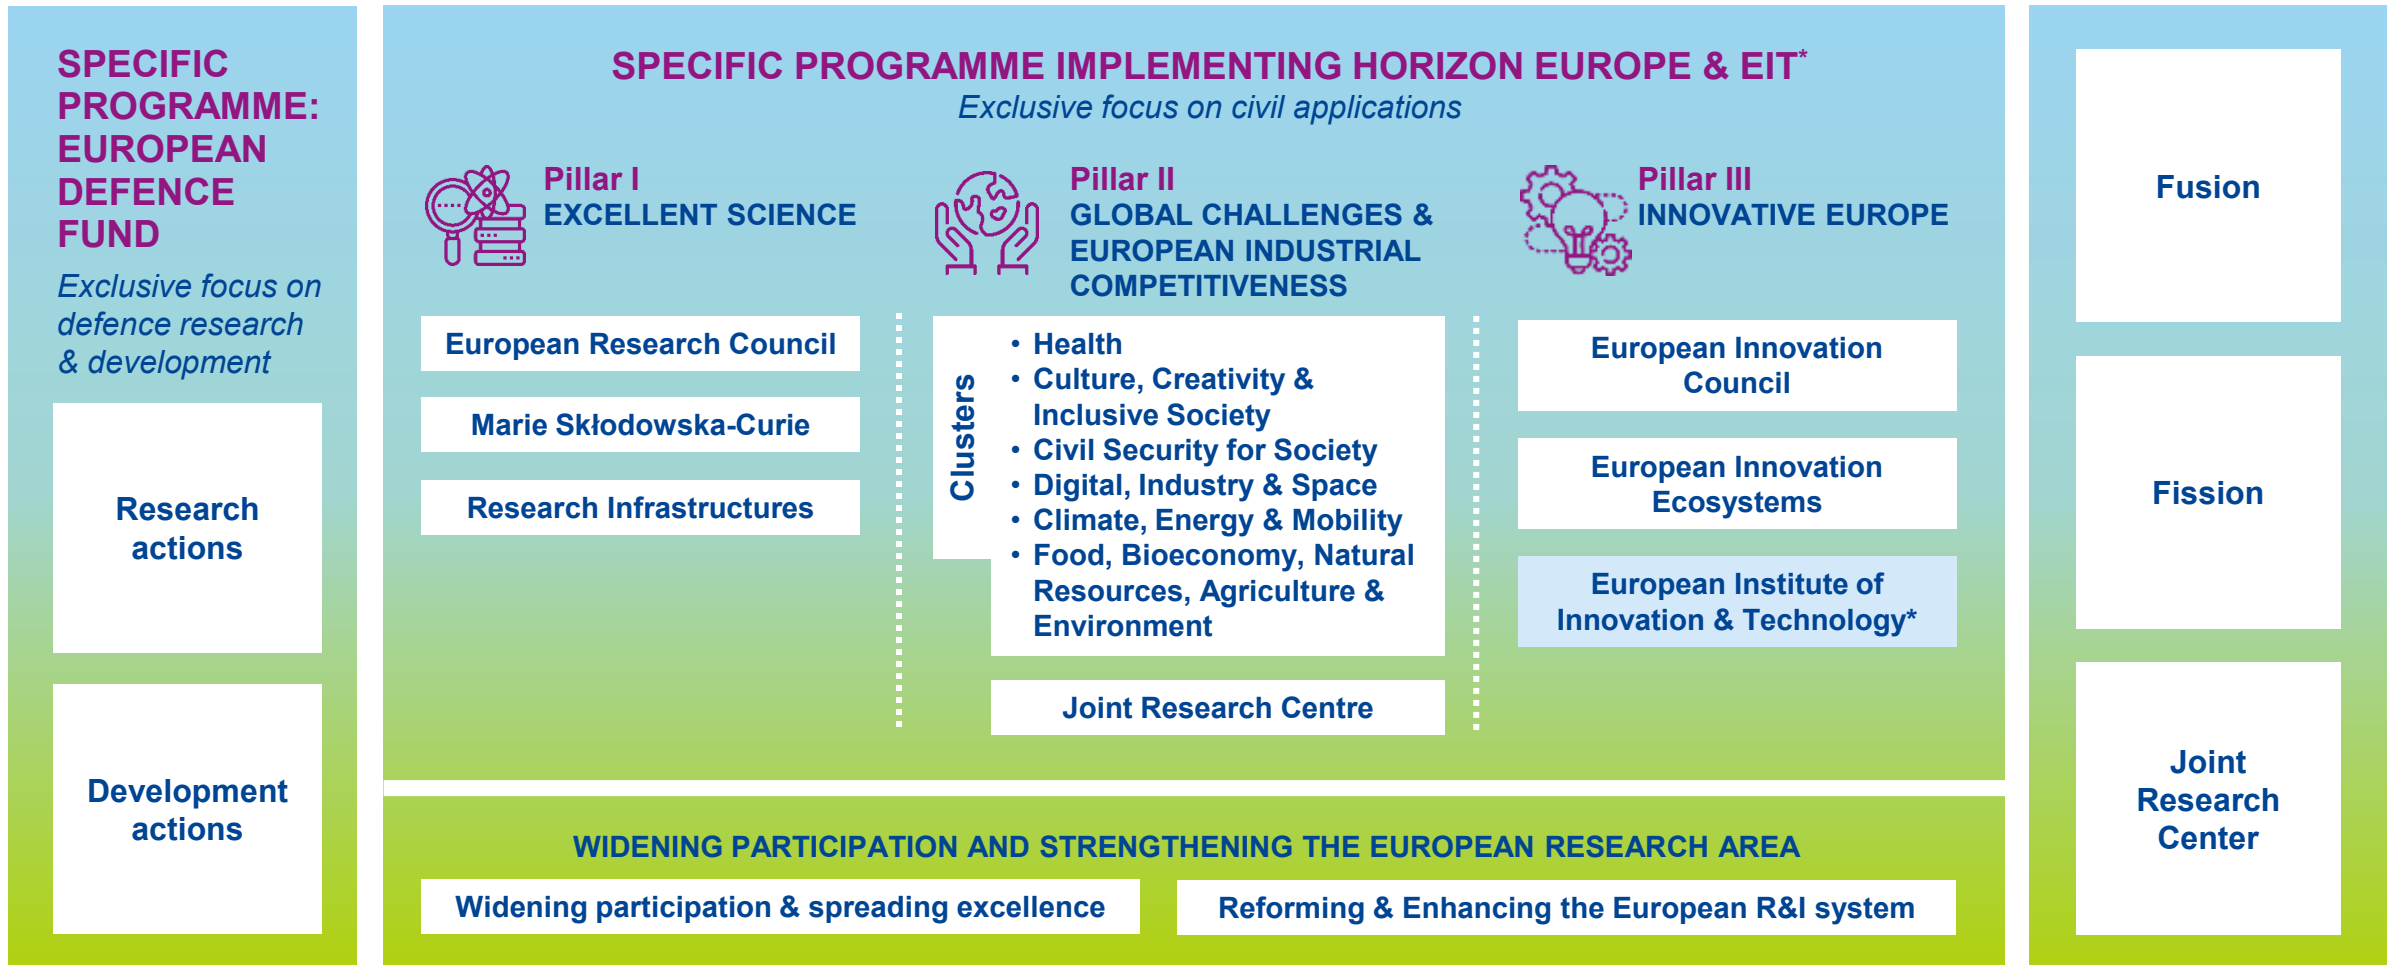 SPECIFIC
PROGRAMME:
EUROPEAN
DEFENCE
FUND
Exclusive focus on
defence research
& development
Research
actions
Development
actions
SPECIFIC PROGRAMME IMPLEMENTING HORIZON EUROPE & EIT*
Exclusive focus on civil applications
Pillar I
EXCELLENT SCIENCE
European Research Council
Marie Skłodowska-Curie
Research Infrastructures
Pillar II
GLOBAL CHALLENGES &
EUROPEAN INDUSTRIAL
COMPETITIVENESS
Clusters
• Health
• Culture, Creativity &
Inclusive Society
• Civil Security for Society
• Digital, Industry & Space
• Climate, Energy & Mobility
• Food, Bioeconomy, Natural
Resources, Agriculture &
Environment
Joint Research Centre
Pillar III
INNOVATIVE EUROPE
European Innovation
Council
European Innovation
Ecosystems
European Institute of
Innovation & Technology*
WIDENING PARTICIPATION AND STRENGTHENING THE EUROPEAN RESEARCH AREA
Widening participation & spreading excellence
Reforming & Enhancing the European R&I system
Fusion
Fission
Joint
Research
Center